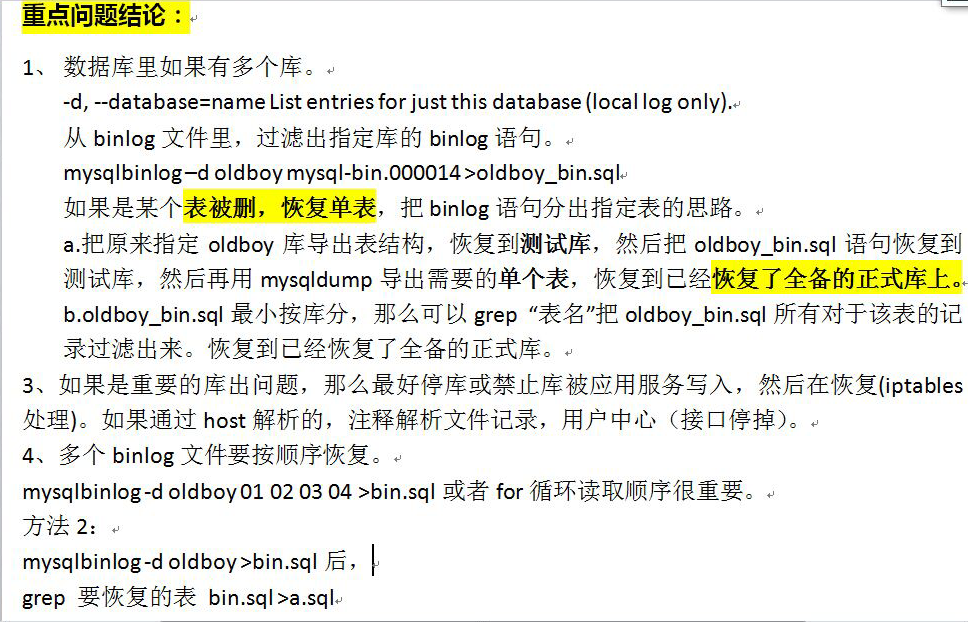 重点问题结论：
1、 数据库里如果有多个库。
-d, --database=name List entries for just this database (local log only).
从 binlog 文件里，过滤出指定库的 binlog 语句。
mysqlbinlog –d oldboy mysql-bin.000014 >oldboy_bin.sql
如果是某个表被删，恢复单表，把 binlog 语句分出指定表的思路。
a.把原来指定 oldboy 库导出表结构，恢复到测试库，然后把 oldboy_bin.sql 语句恢复到
测试库，然后再用 mysqldump 导出需要的单个表，恢复到已经恢复了全备的正式库上。
b.oldboy_bin.sql 最小按库分，那么可以 grep “表名”把 oldboy_bin.sql 所有对于该表的记
录过滤出来。恢复到已经恢复了全备的正式库。
3、如果是重要的库出问题，那么最好停库或禁止库被应用服务写入，然后在恢复(iptables
处理)。如果通过 host 解析的，注释解析文件记录，用户中心（接口停掉）。
4、多个 binlog 文件要按顺序恢复。
mysqlbinlog -d oldboy 01 02 03 04 >bin.sql 或者 for 循环读取顺序很重要。
方法 2：
mysqlbinlog -d oldboy >bin.sql 后，
grep 要恢复的表 bin.sql >a.sql